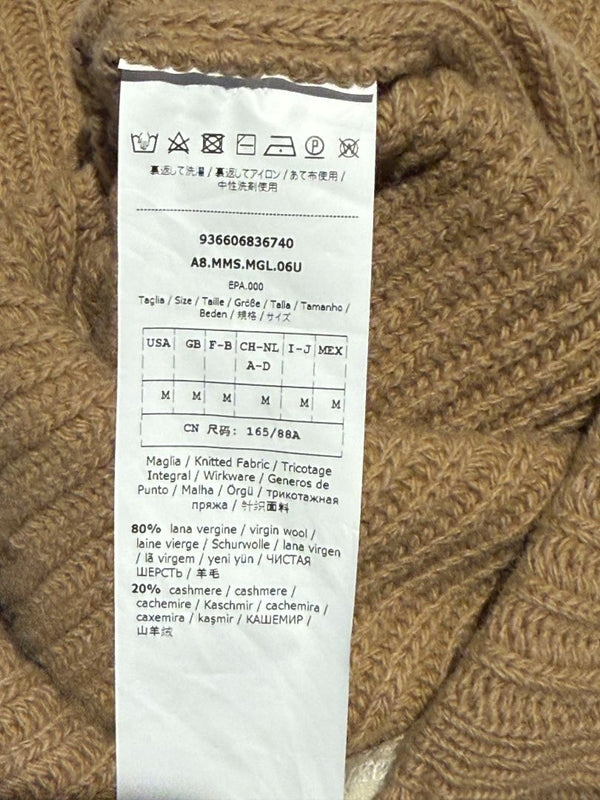 裏返して洗濯 / 裏返してアイロン / あて布使用 /
中性洗剤使用
936606836740
A8.MMS.MGL.06U
EPA.000
Taglia / Size / Taille / Größe / Talla / Tamanho /
Beden / 規格 / サイズ
USA GB F-B CH-NL I-J MEX
A-D
M M M M M M
CN 尺码: 165/88A
Maglia / Knitted Fabric / Tricotage
Integral / Wirkware / Generos de
Punto / Malha / Örgü / трикотажная
пряжа / 针织面料
80% lana vergine / virgin wool /
laine vierge / Schurwolle / lana virgen
/ lã virgem / yeni yün / ЧИСТАЯ
ШЕРСТЬ / 羊毛
20% cashmere / cashmere /
cachemire / Kaschmir / cachemira /
caxemira / kaşmir / КАШЕМИР /
山羊绒